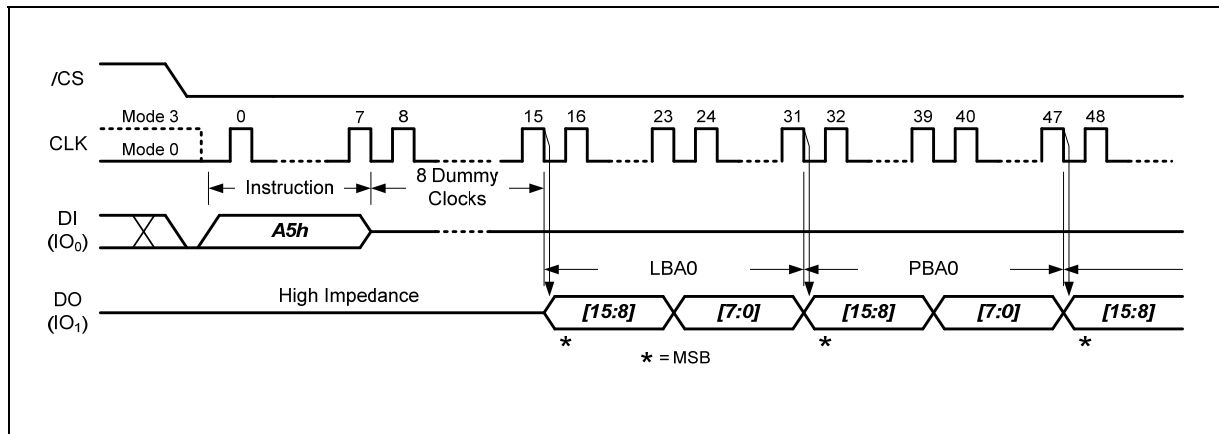 /CS
Mode 3
0 7 8 15 16 23 24 31 32 39 40 47 48
CLK
Mode 0
Instruction
8 Dummy
Clocks
DI
(IO₀)
A5h
LBA0
PBA0
DO
(IO₁)
High Impedance
[15:8] [7:0] [15:8] [7:0] [15:8]
* * *
* = MSB